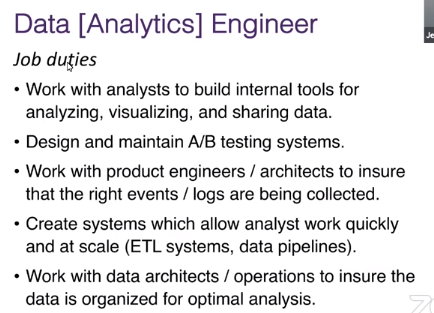 Data [Analytics] Engineer
Job duties
• Work with analysts to build internal tools for
analyzing, visualizing, and sharing data.
• Design and maintain A/B testing systems.
• Work with product engineers / architects to insure
that the right events / logs are being collected.
• Create systems which allow analyst work quickly
and at scale (ETL systems, data pipelines).
• Work with data architects / operations to insure the
data is organized for optimal analysis.